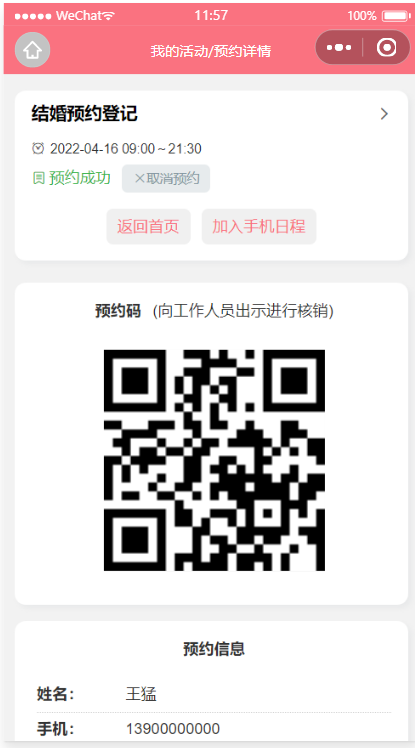 WeChat 11:57 100%
我的活动/预约详情
结婚预约登记
2022-04-16 09:00～21:30
预约成功 ×取消预约
返回首页 加入手机日程
预约码 (向工作人员出示进行核销)
预约信息
姓名： 王猛
手机： 13900000000